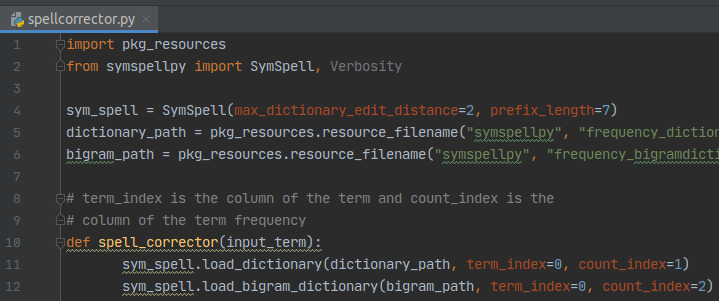 spellcorrector.py
1 import pkg_resources
2 from symspellpy import SymSpell, Verbosity
3
4 sym_spell = SymSpell(max_dictionary_edit_distance=2, prefix_length=7)
5 dictionary_path = pkg_resources.resource_filename("symspellpy", "frequency_diction
6 bigram_path = pkg_resources.resource_filename("symspellpy", "frequency_bigramdicti
7
8 # term_index is the column of the term and count_index is the
9 # column of the term frequency
10 def spell_corrector(input_term):
11 sym_spell.load_dictionary(dictionary_path, term_index=0, count_index=1)
12 sym_spell.load_bigram_dictionary(bigram_path, term_index=0, count_index=2)